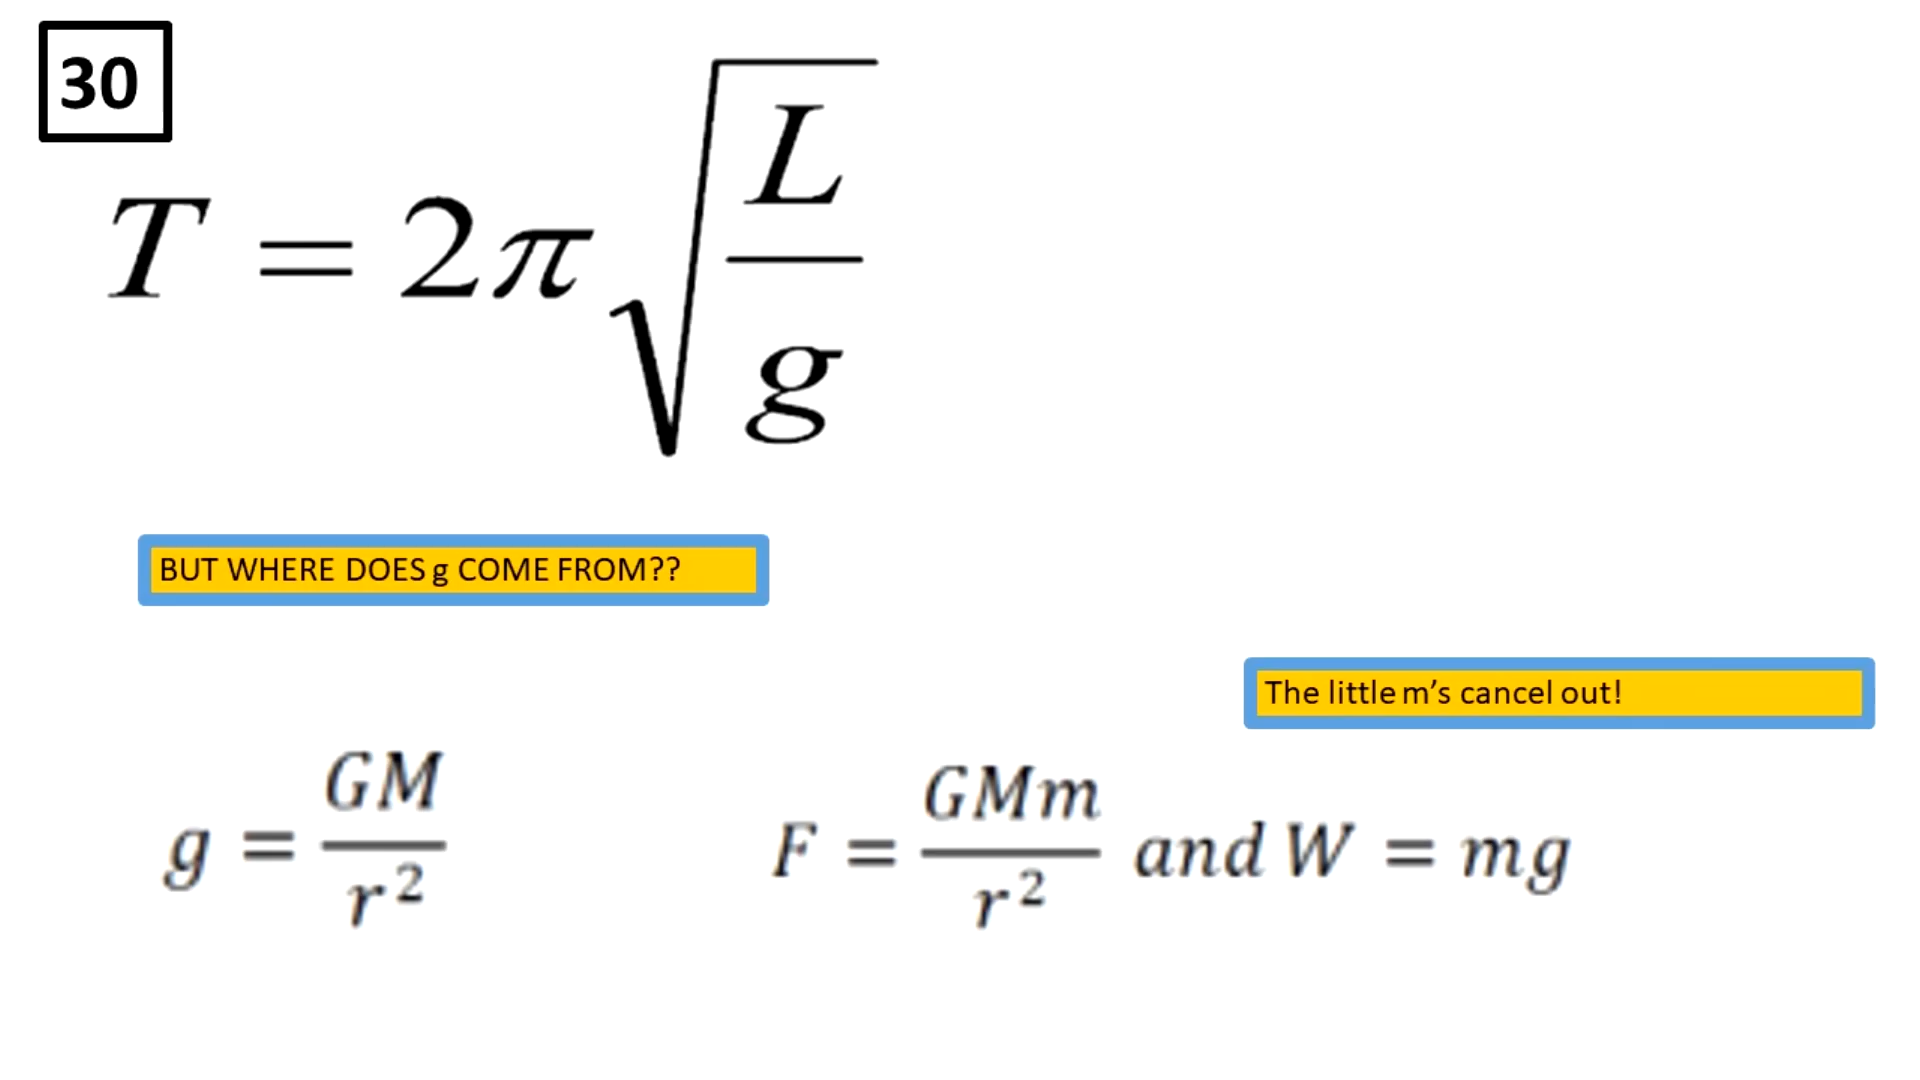 30
T = 2π √(L/g)
BUT WHERE DOES g COME FROM??
The little m’s cancel out!
g = GM/r²
F = GMm/r² and W = mg